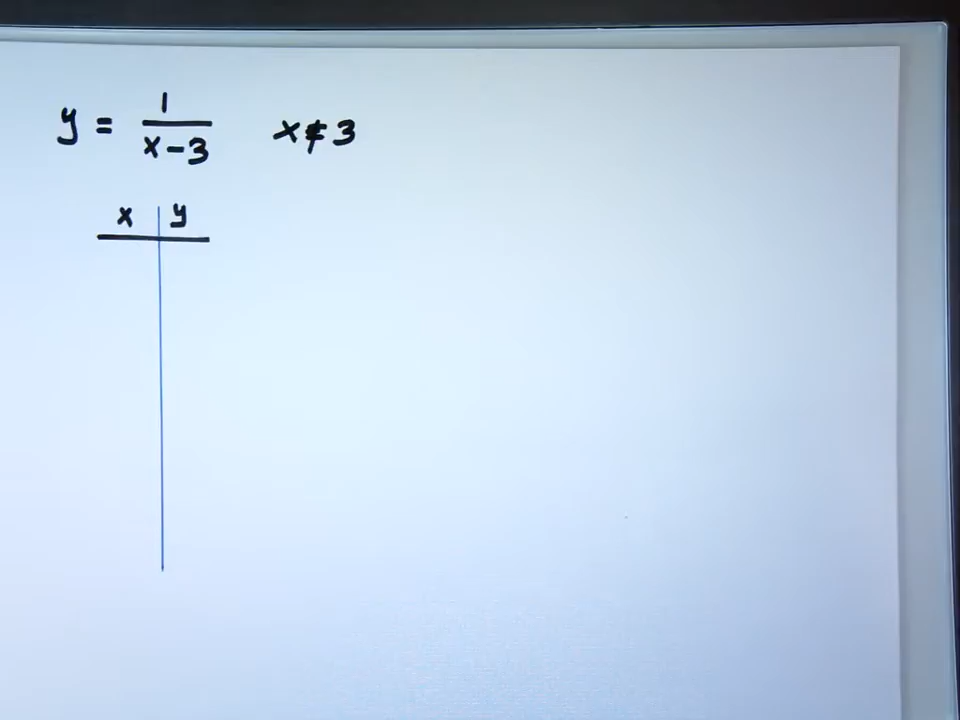 y = 1/(x-3) x≠3
x y